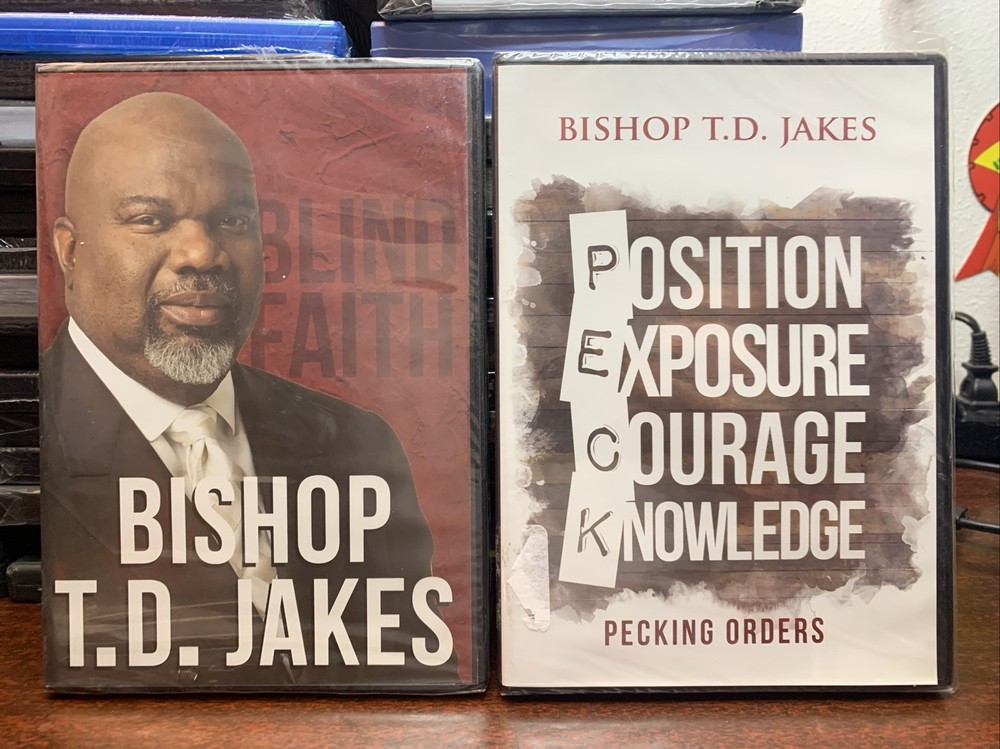 BLIND
FAITH
BISHOP
T.D. JAKES
BISHOP T.D. JAKES
POSITION
EXPOSURE
COURAGE
KNOWLEDGE
PECKING ORDERS